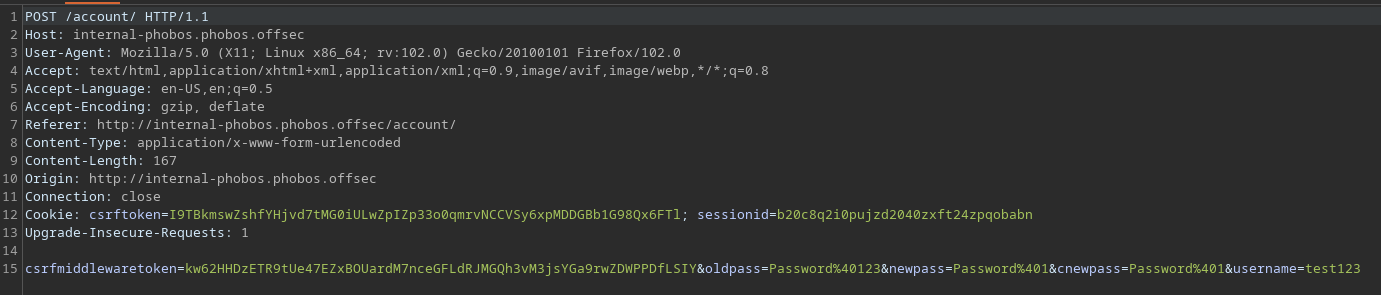 1 POST /account/ HTTP/1.1
2 Host: internal-phobos.phobos.offsec
3 User-Agent: Mozilla/5.0 (X11; Linux x86_64; rv:102.0) Gecko/20100101 Firefox/102.0
4 Accept: text/html,application/xhtml+xml,application/xml;q=0.9,image/avif,image/webp,*/*;q=0.8
5 Accept-Language: en-US,en;q=0.5
6 Accept-Encoding: gzip, deflate
7 Referer: http://internal-phobos.phobos.offsec/account/
8 Content-Type: application/x-www-form-urlencoded
9 Content-Length: 167
10 Origin: http://internal-phobos.phobos.offsec
11 Connection: close
12 Cookie: csrftoken=I9TBkmswZshfYHjvd7tMG0iULwZpIZp33o0qmrvNCCVSy6xpMDDGBb1G98Qx6FTl; sessionid=b20c8q2i0pujzd2040zxft24zpqobabn
13 Upgrade-Insecure-Requests: 1
14
15 csrfmiddlewaretoken=kw62HHDzETR9tUe47EZxBOUardM7nceGFLdRJMGQh3vM3jsYGa9rwZDWPPDfLSIY&oldpass=Password%40123&newpass=Password%401&cnewpass=Password%401&username=test123